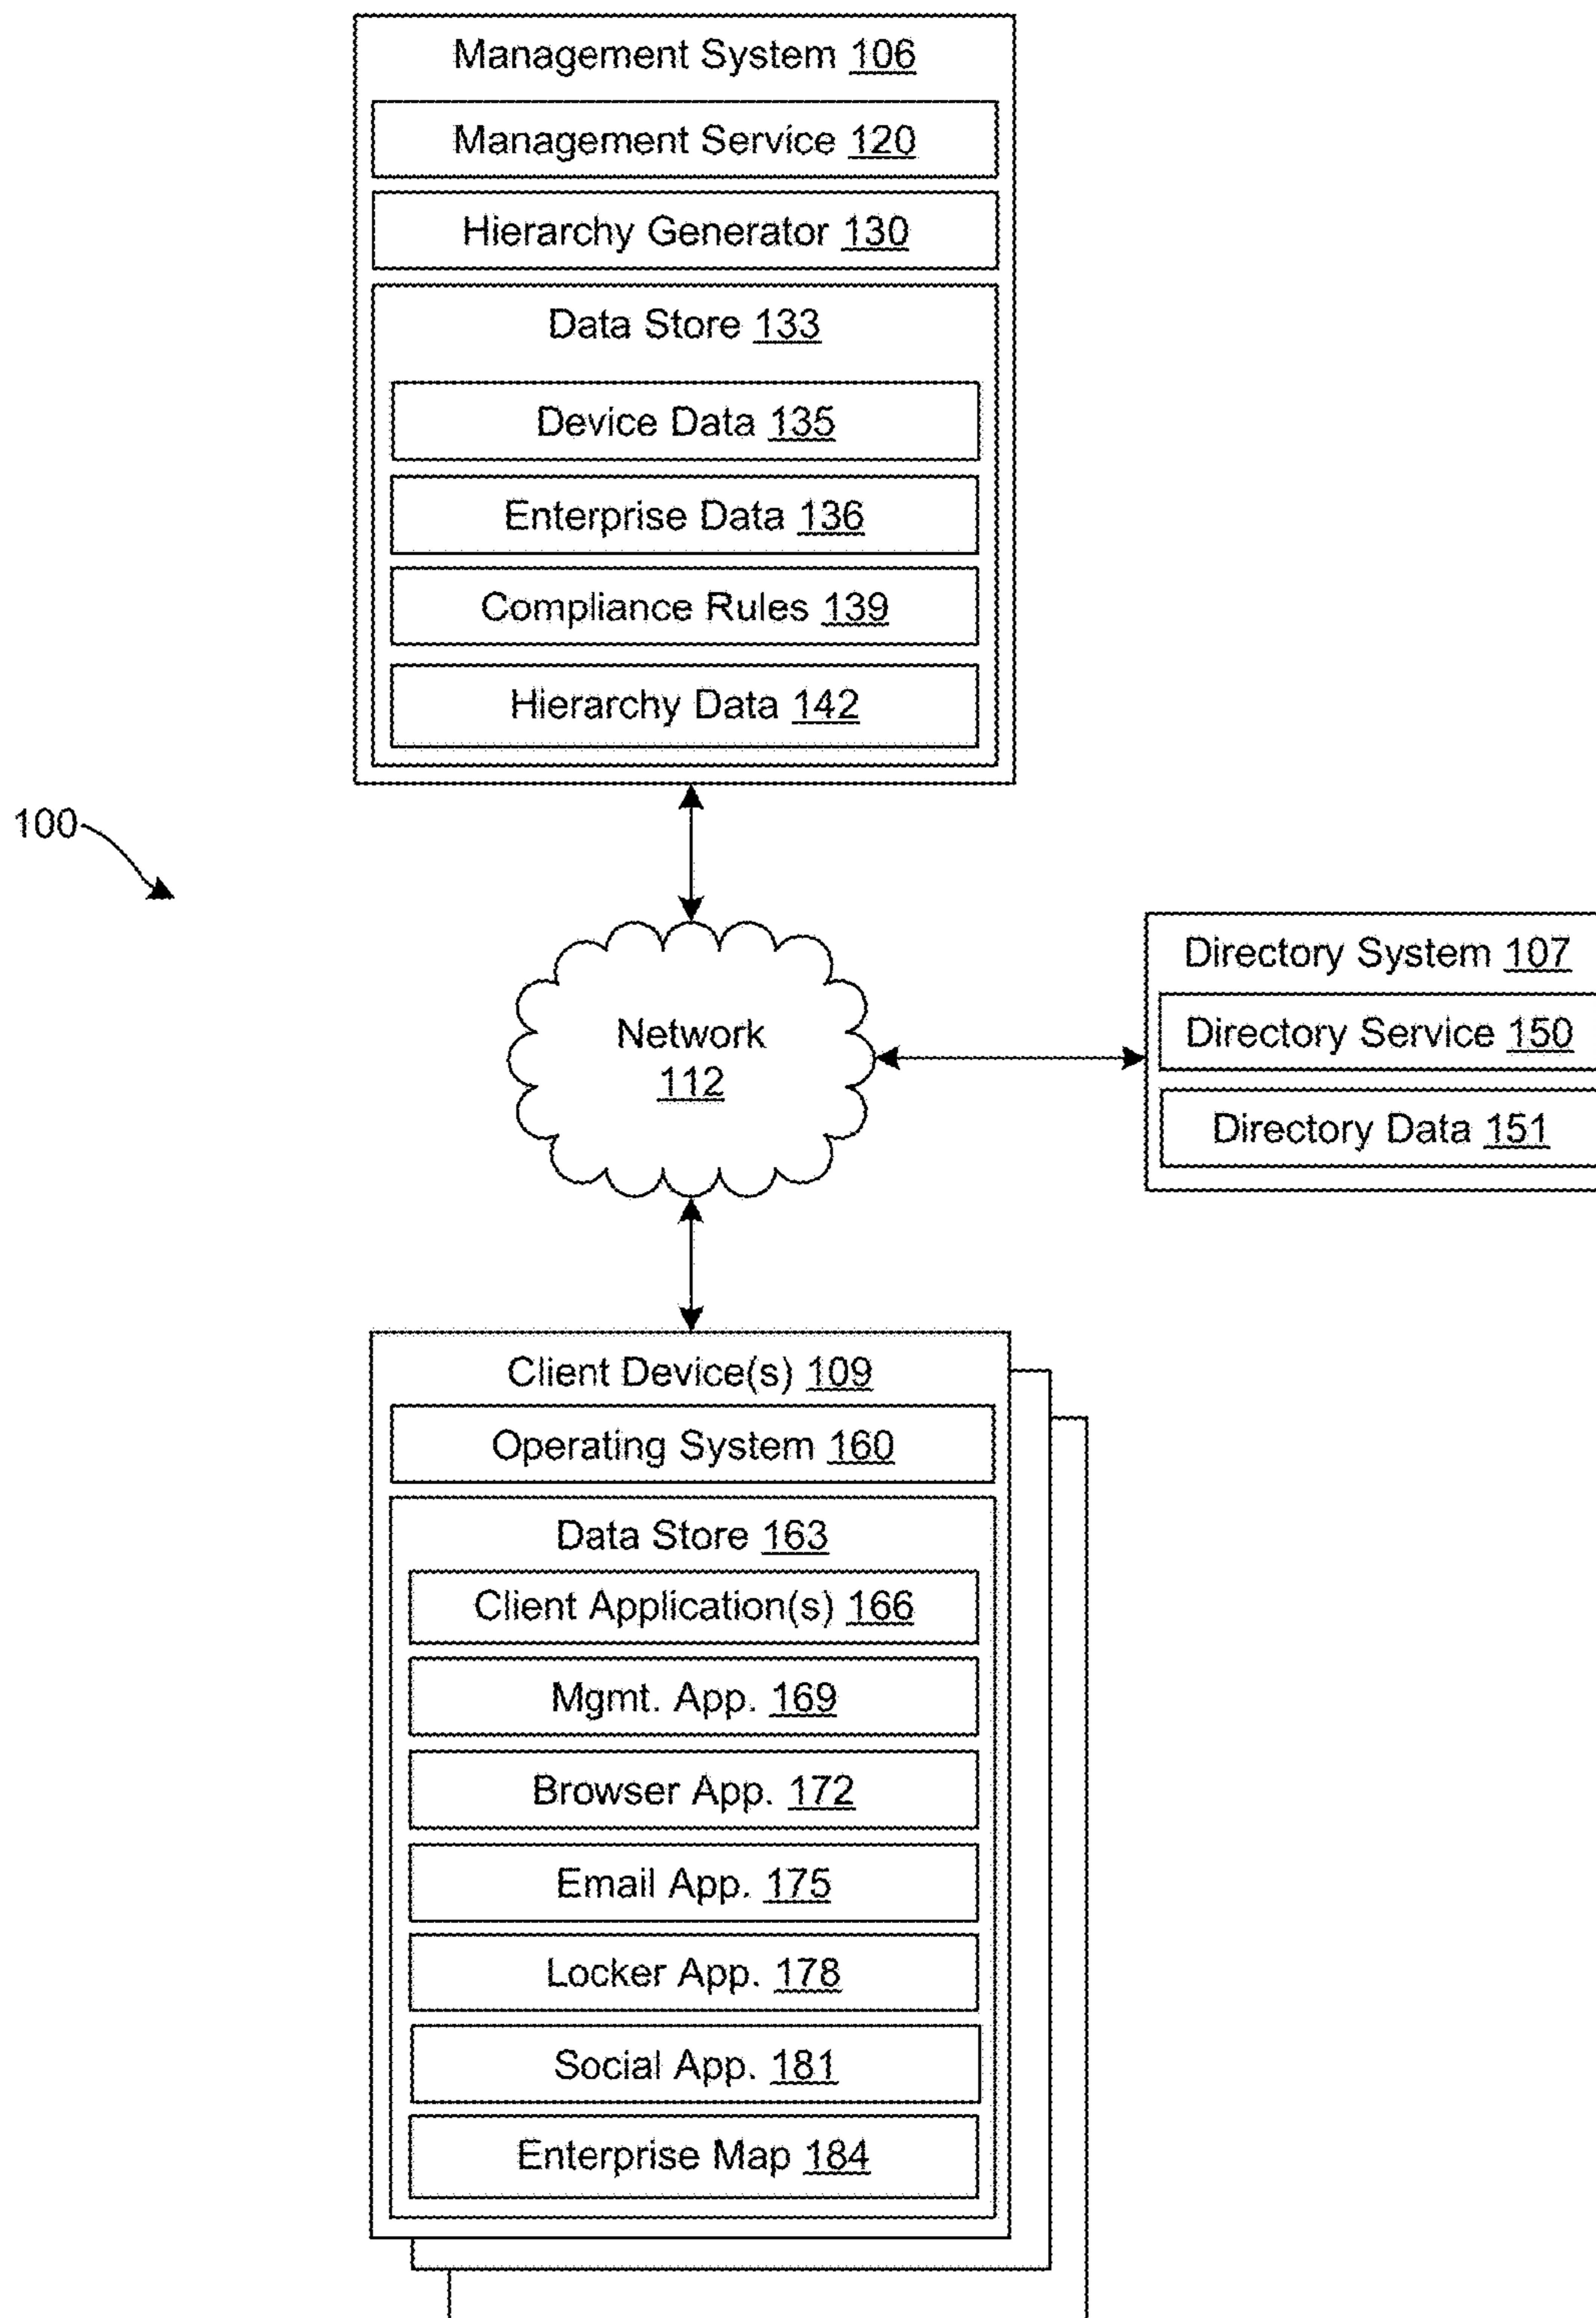 Management System 106
Management Service 120
Hierarchy Generator 130
Data Store 133
Device Data 135
Enterprise Data 136
Compliance Rules 139
Hierarchy Data 142
100
Network
112
Directory System 107
Directory Service 150
Directory Data 151
Client Device(s) 109
Operating System 160
Data Store 163
Client Application(s) 166
Mgmt. App. 169
Browser App. 172
Email App. 175
Locker App. 178
Social App. 181
Enterprise Map 184